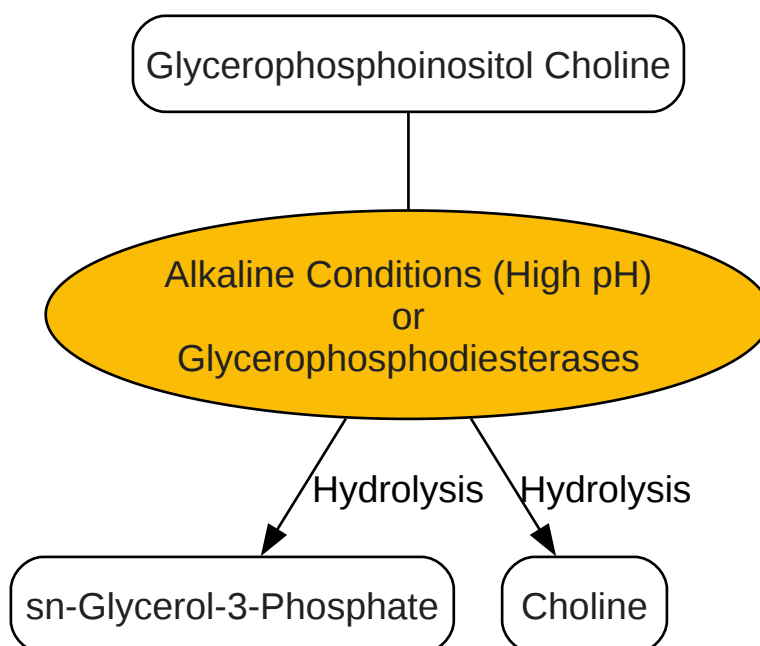 Glycerophosphoinositol Choline
Alkaline Conditions (High pH)
or
Glycerophosphodiesterases
Hydrolysis
Hydrolysis
sn-Glycerol-3-Phosphate
Choline